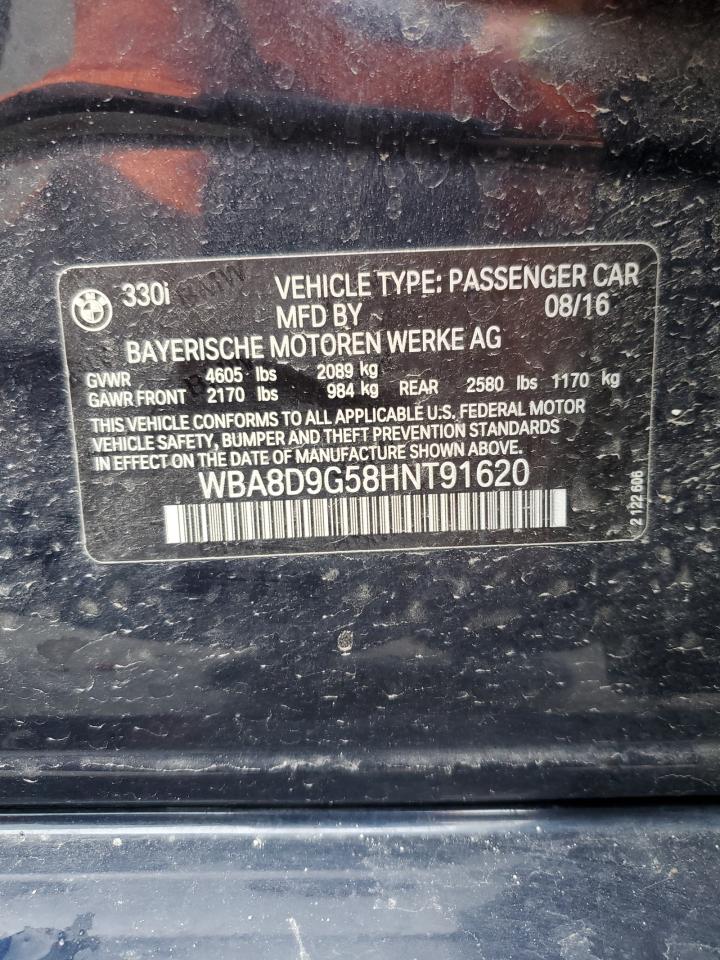 330i VEHICLE TYPE: PASSENGER CAR
MFD BY 08/16
BAYERISCHE MOTOREN WERKE AG
GVWR 4605 lbs 2089 kg
GAWR FRONT 2170 lbs 984 kg REAR 2580 lbs 1170 kg
THIS VEHICLE CONFORMS TO ALL APPLICABLE U.S. FEDERAL MOTOR
VEHICLE SAFETY, BUMPER AND THEFT PREVENTION STANDARDS
IN EFFECT ON THE DATE OF MANUFACTURE SHOWN ABOVE.
WBA8D9G58HNT91620
2 122 606
BMW